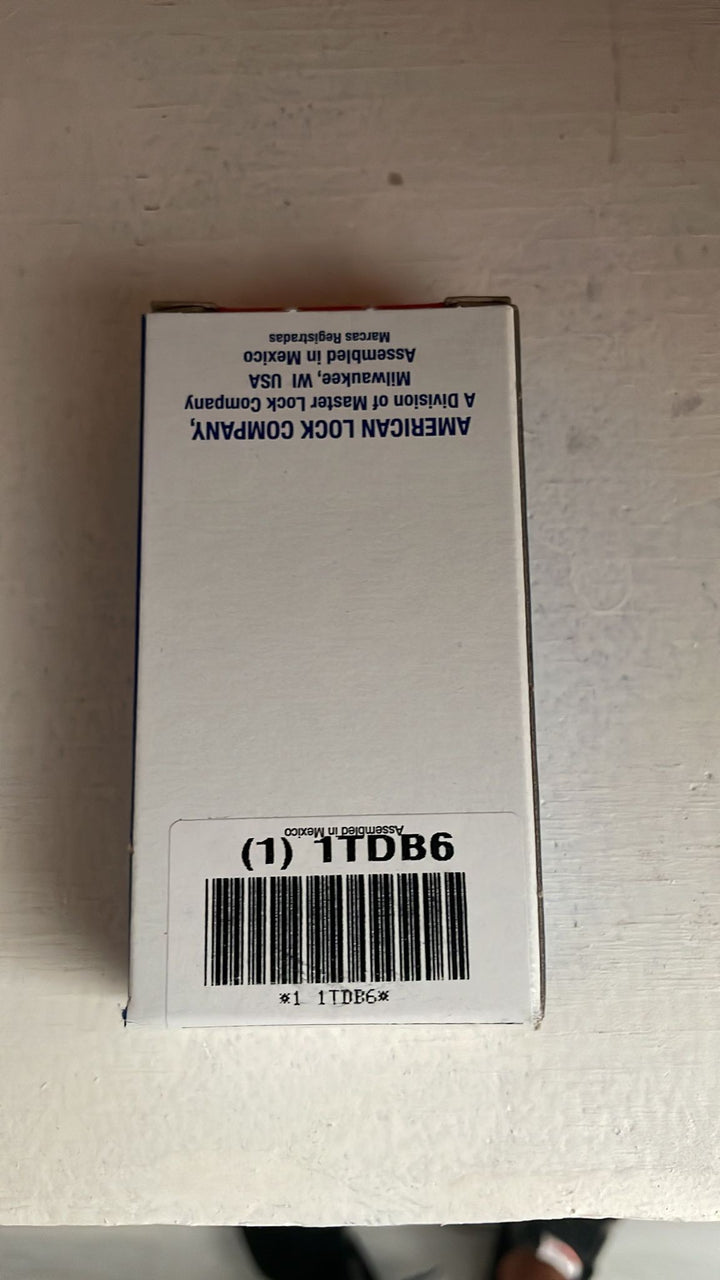 AMERICAN LOCK COMPANY,
A Division of Master Lock Company
Milwaukee, WI USA
Assembled in Mexico
Marcas Registradas
Assembled in Mexico
(1) 1TDB6
*1 1TDB6*